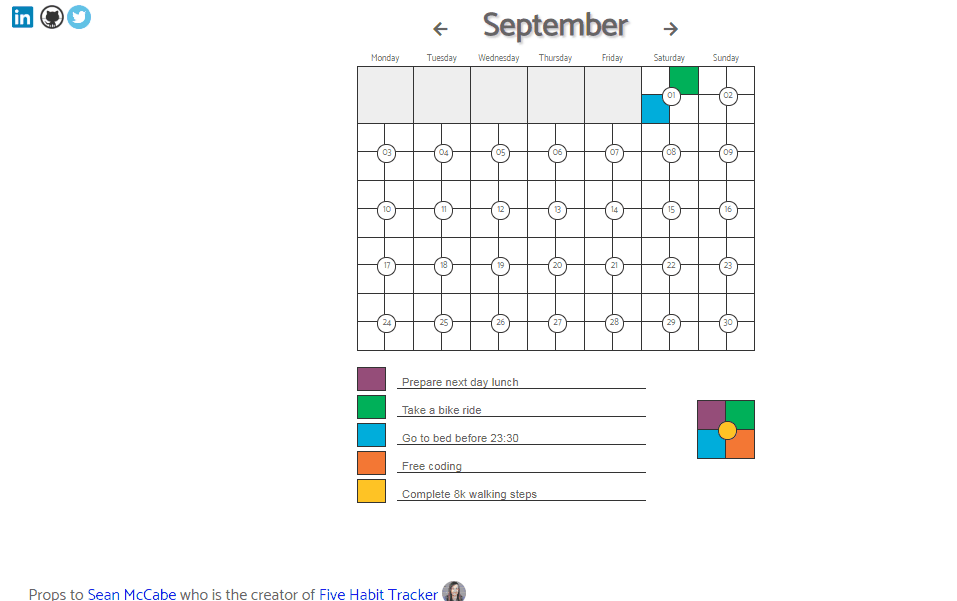 in
September
Monday Tuesday Wednesday Thursday Friday Saturday Sunday
01 02
03 04 05 06 07 08 09
10 11 12 13 14 15 16
17 18 19 20 21 22 23
24 25 26 27 28 29 30
Prepare next day lunch
Take a bike ride
Go to bed before 23:30
Free coding
Complete 8k walking steps
Props to Sean McCabe who is the creator of Five Habit Tracker